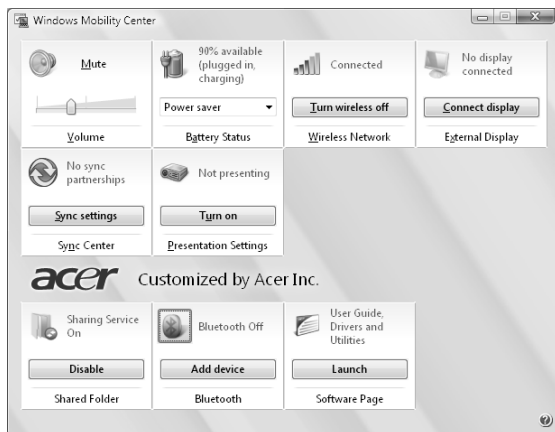 Windows Mobility Center
Mute
Volume
90% available
(plugged in,
charging)
Power saver
Battery Status
Connected
Turn wireless off
Wireless Network
No display
connected
Connect display
External Display
No sync
partnerships
Sync settings
Sync Center
Not presenting
Turn on
Presentation Settings
acer Customized by Acer Inc.
Sharing Service
On
Disable
Shared Folder
Bluetooth Off
Add device
Bluetooth
User Guide,
Drivers and
Utilities
Launch
Software Page
?